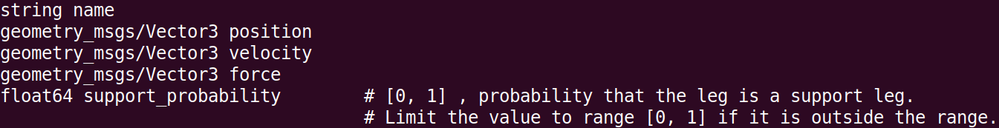 string name
geometry_msgs/Vector3 position
geometry_msgs/Vector3 velocity
geometry_msgs/Vector3 force
float64 support_probability        # [0, 1] , probability that the leg is a support leg.
                                   # Limit the value to range [0, 1] if it is outside the range.